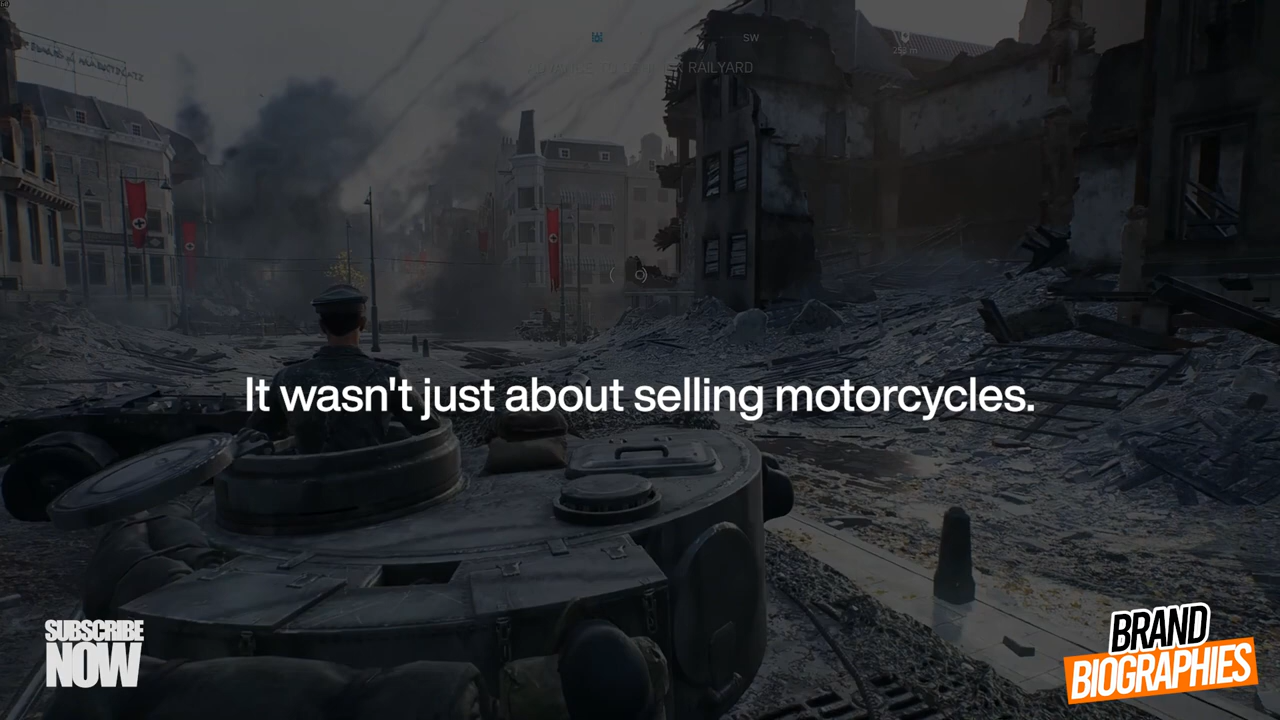 SW
RAILYARD
It wasn't just about selling motorcycles.
SUBSCRIBE
NOW
BRAND
BIOGRAPHIES